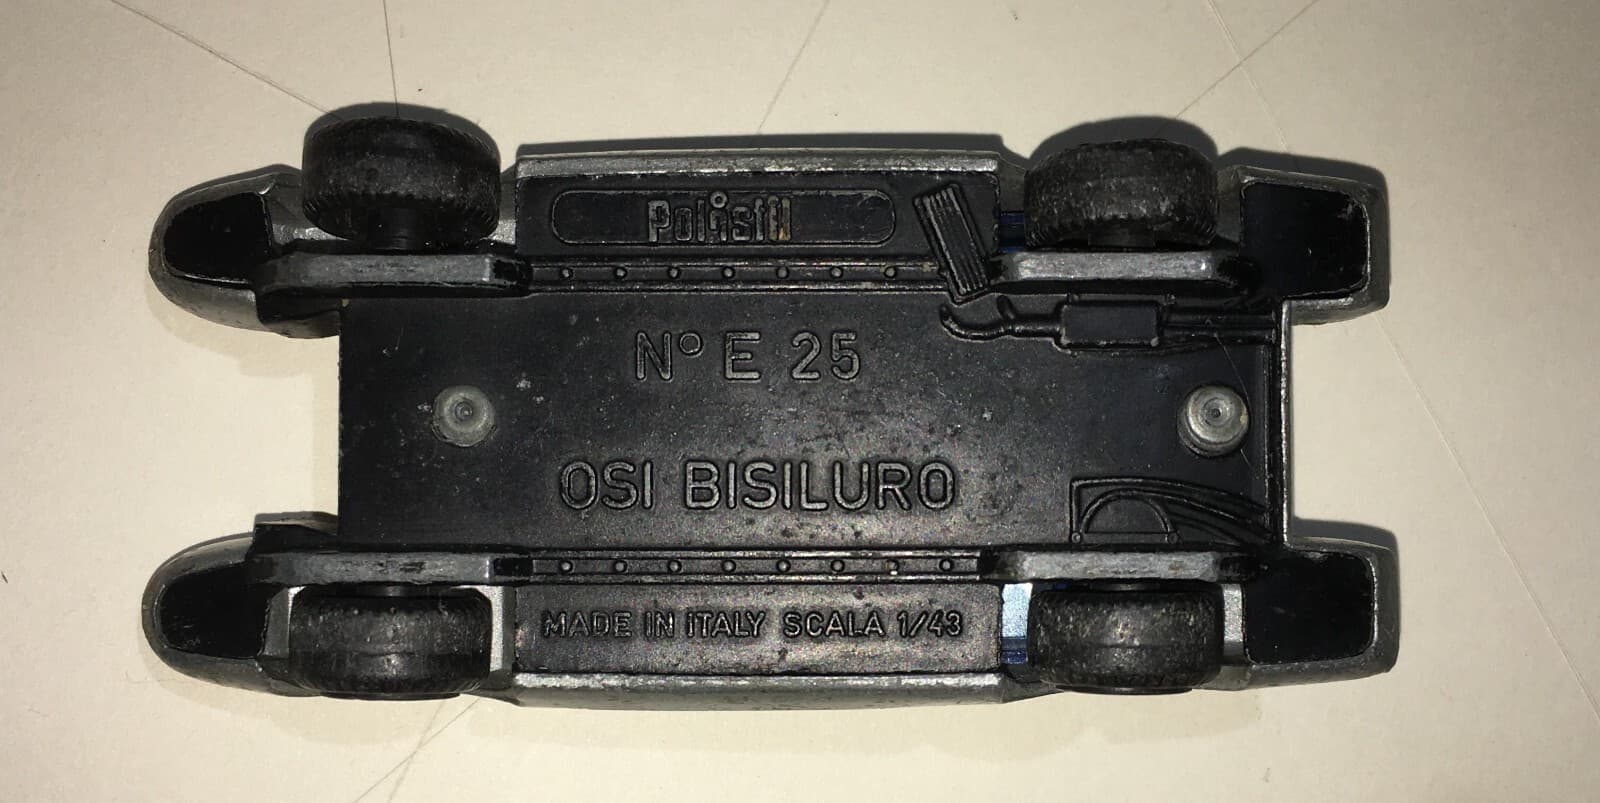 Polistil
N° E 25
OSI BISILURO
MADE IN ITALY SCALA 1/43